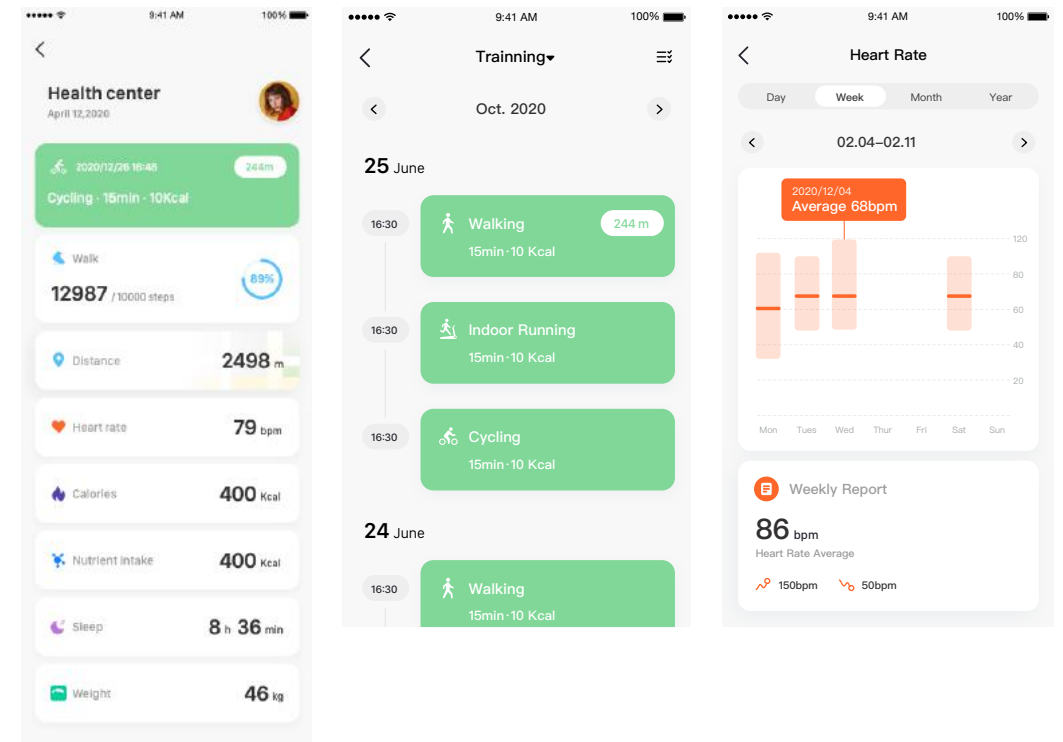 9:41 AM 100%
Health center
April 12,2020
2020/12/26 16:48 244m
Cycling · 15min · 10Kcal
Walk
12987 /10000 steps
89%
Distance 2498 m
Heart rate 79 bpm
Calories 400 Kcal
Nutrient intake 400 Kcal
Sleep 8 h 36 min
Weight 46 kg
9:41 AM 100%
Trainning
Oct. 2020
25 June
16:30 Walking 244 m
15min·10 Kcal
16:30 Indoor Running
15min·10 Kcal
16:30 Cycling
15min·10 Kcal
24 June
16:30 Walking
15min·10 Kcal
9:41 AM 100%
Heart Rate
Day Week Month Year
02.04–02.11
2020/12/04
Average 68bpm
120
80
60
40
20
Mon Tues Wed Thur Fri Sat Sun
Weekly Report
86 bpm
Heart Rate Average
150bpm 50bpm